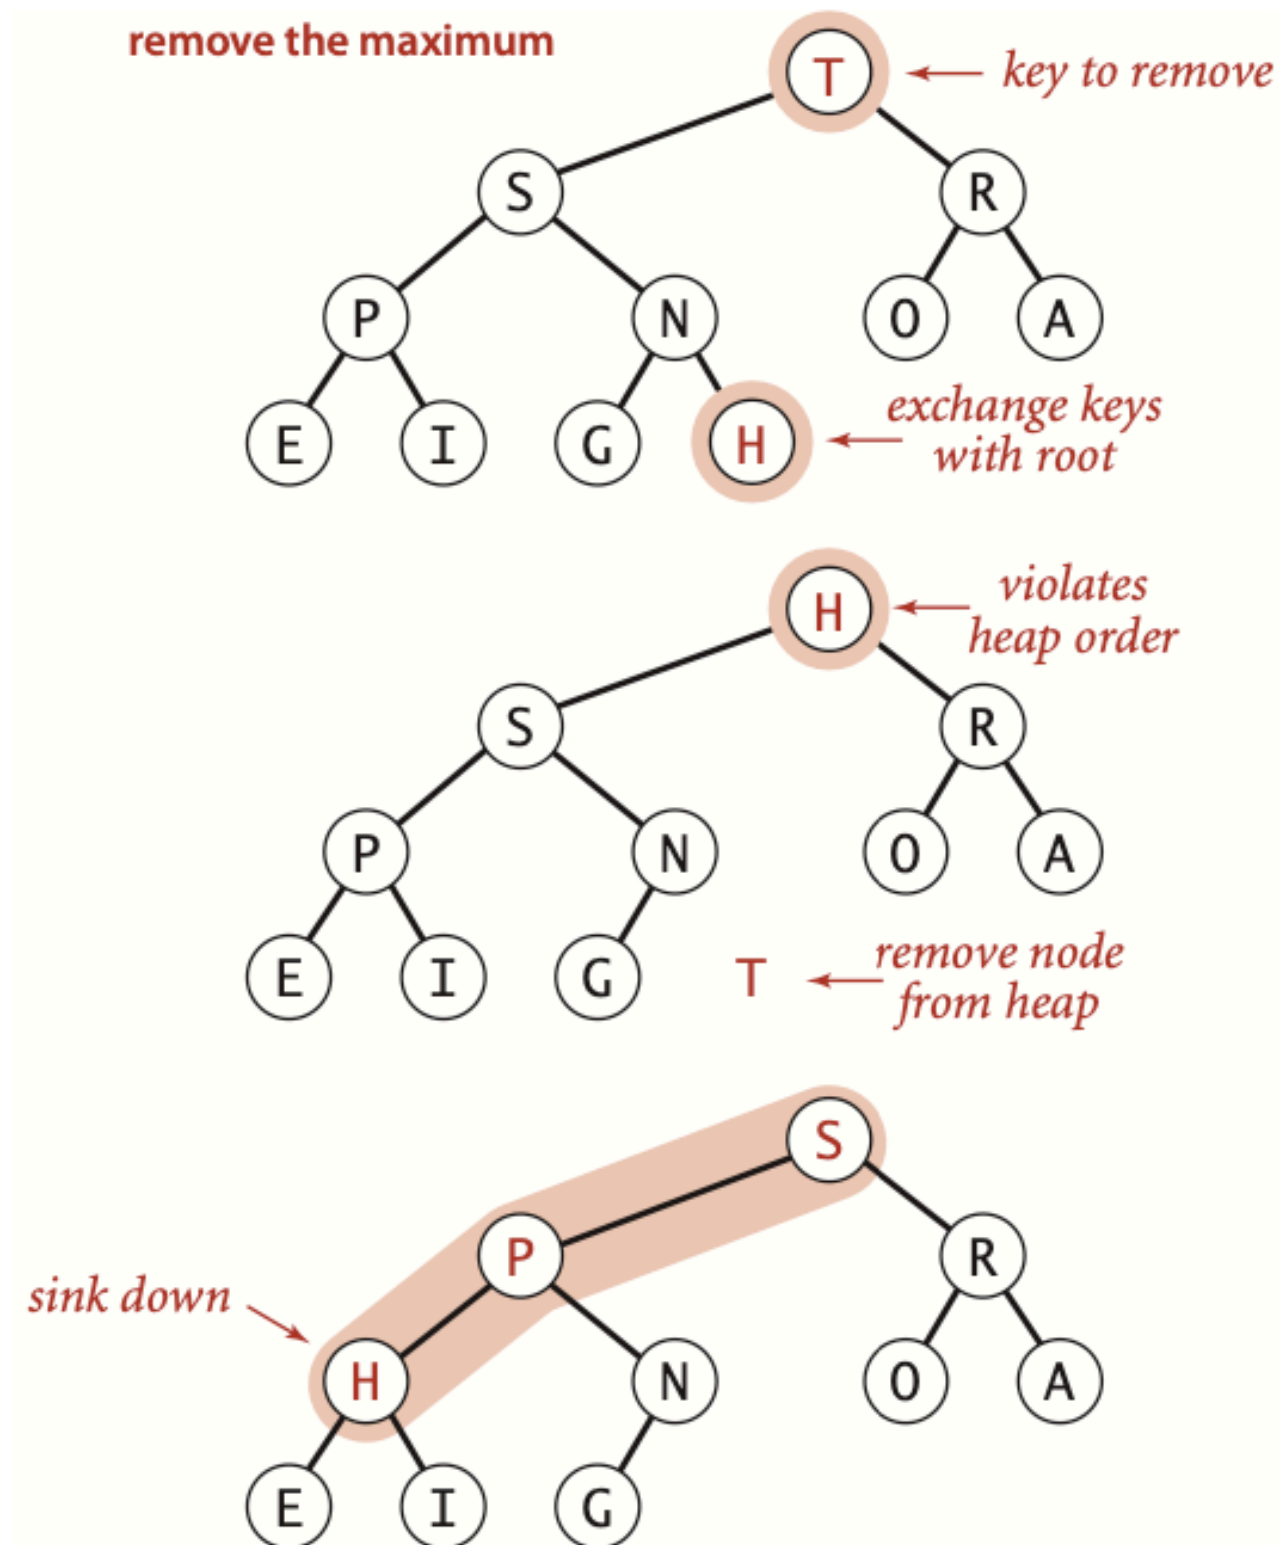 remove the maximum
T
key to remove
S
R
P
N
O
A
exchange keys
with root
E
I
G
H
H
violates
heap order
S
R
P
N
O
A
E
I
G
T
remove node
from heap
S
P
R
sink down
H
N
O
A
E
I
G